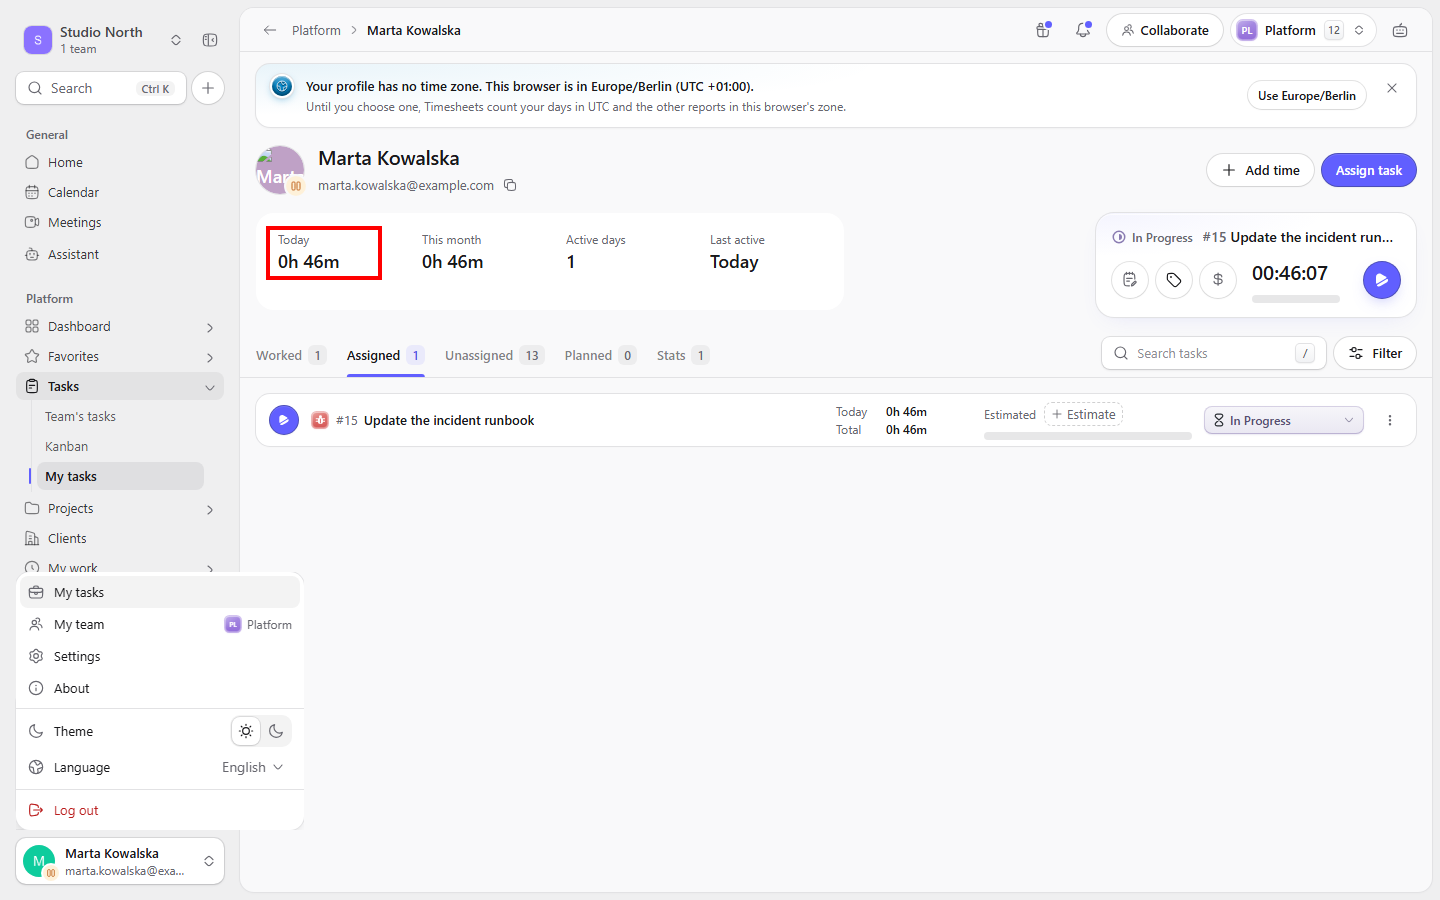 S
Studio North
1 team
Search
Ctrl K
General
Home
Calendar
Meetings
Assistant
Platform
Dashboard
Favorites
Tasks
Team's tasks
Kanban
My tasks
Projects
Clients
My work
My tasks
My team
PL Platform
Settings
About
Theme
Language
English
Log out
M
Marta Kowalska
marta.kowalska@exa...
Platform
Marta Kowalska
Collaborate
PL Platform 12
Your profile has no time zone. This browser is in Europe/Berlin (UTC +01:00).
Until you choose one, Timesheets count your days in UTC and the other reports in this browser's zone.
Use Europe/Berlin
Marta Kowalska
marta.kowalska@example.com
Add time
Assign task
Today
0h 46m
This month
0h 46m
Active days
1
Last active
Today
In Progress #15 Update the incident run...
$
00:46:07
Worked 1
Assigned 1
Unassigned 13
Planned 0
Stats 1
Search tasks /
Filter
#15 Update the incident runbook
Today 0h 46m
Total 0h 46m
Estimated + Estimate
In Progress